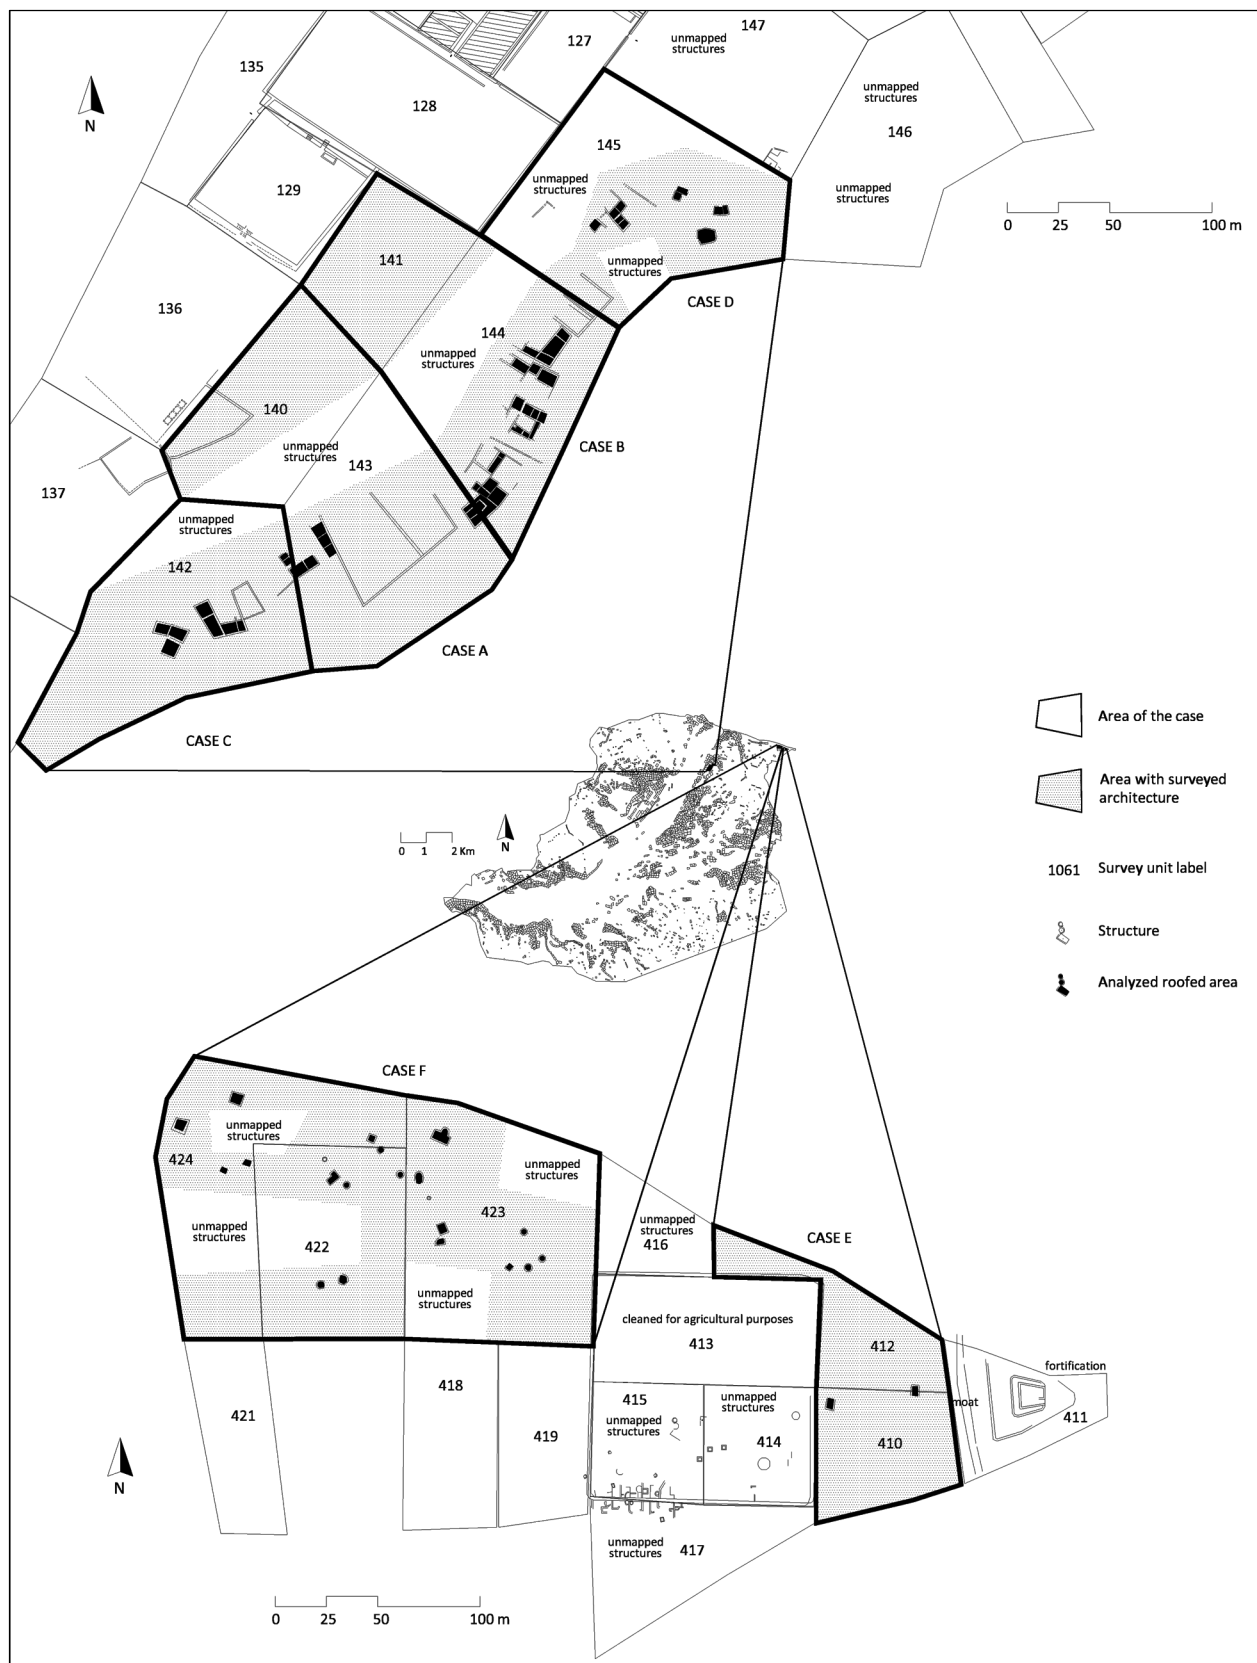 147
127
unmapped
structures
135
128
unmapped
structures
146
N
145
129
unmapped
structures
unmapped
structures
0 25 50 100 m
141
unmapped
structures
136
CASE D
144
unmapped
structures
140
unmapped
structures
143
CASE B
137
unmapped
structures
142
CASE A
CASE C
Area of the case
Area with surveyed
architecture
0 1 2 Km
N
1061 Survey unit label
Structure
Analyzed roofed area
CASE F
unmapped
structures
424
unmapped
structures
423
unmapped
structures
422
unmapped
structures
unmapped
structures
416
CASE E
cleaned for agricultural purposes
413
412
fortification
moat
411
418
421
419
415
unmapped
structures
unmapped
structures
414
410
N
unmapped
structures
417
0 25 50 100 m